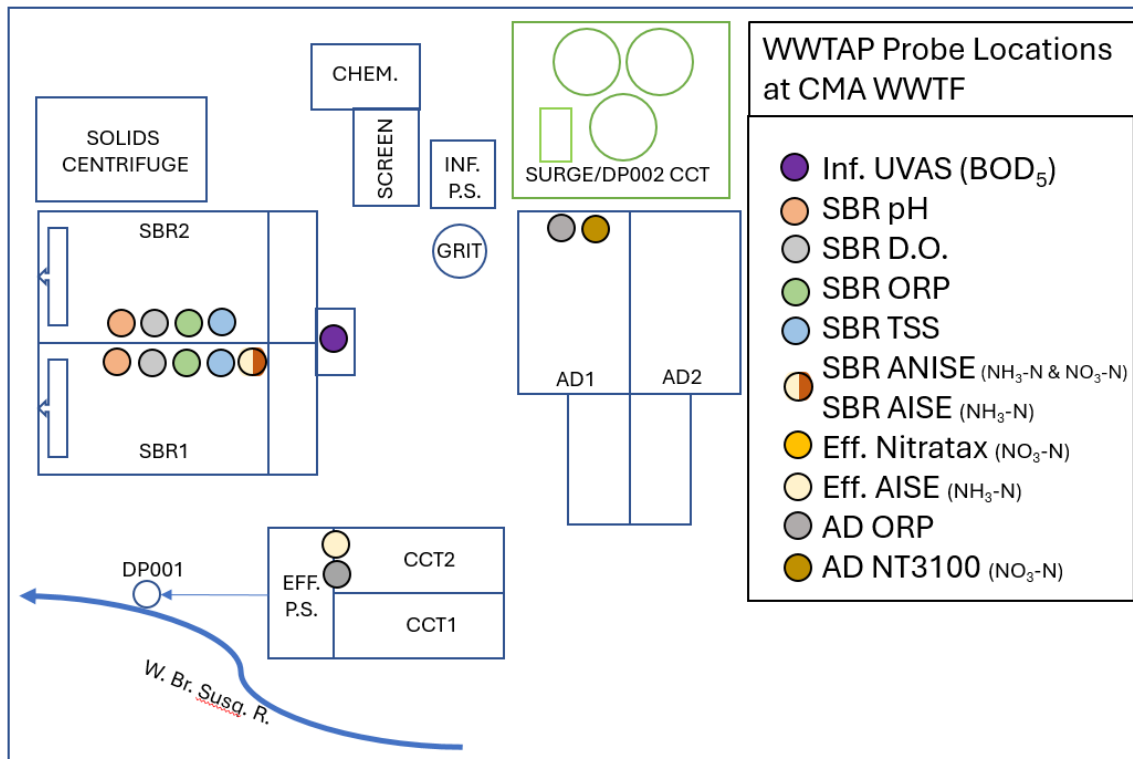 WWTAP Probe Locations
at CMA WWTF
Inf. UVAS (BOD₅)
SBR pH
SBR D.O.
SBR ORP
SBR TSS
SBR ANISE (NH₃-N & NO₃-N)
SBR AISE (NH₃-N)
Eff. Nitratax (NO₃-N)
Eff. AISE (NH₃-N)
AD ORP
AD NT3100 (NO₃-N)
CHEM.
SCREEN
SOLIDS
CENTRIFUGE
INF.
P.S.
GRIT
SURGE/DP002 CCT
SBR2
SBR1
AD1
AD2
DP001
EFF.
P.S.
CCT2
CCT1
W. Br. Susq. R.